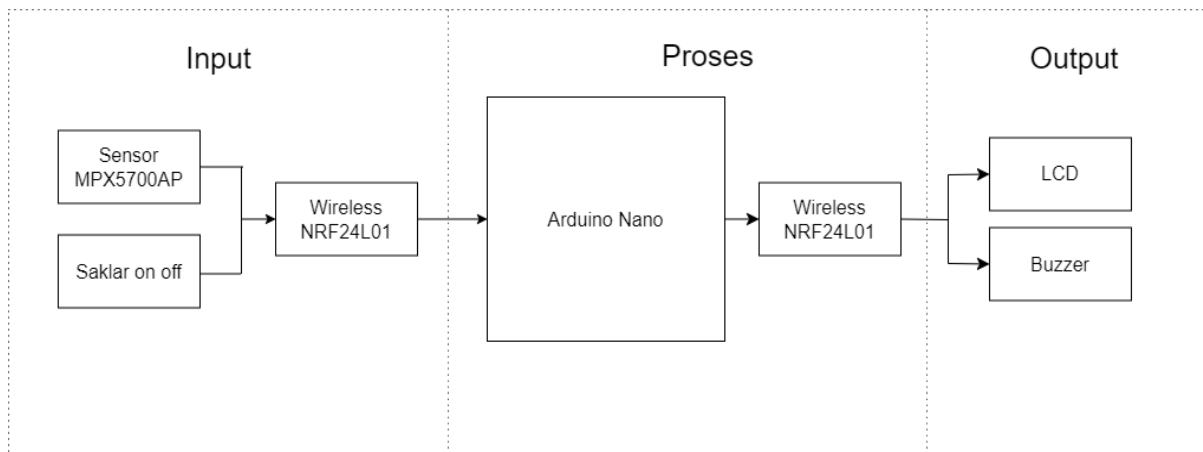 Input
Proses
Output
Sensor
MPX5700AP
Saklar on off
Wireless
NRF24L01
Arduino Nano
Wireless
NRF24L01
LCD
Buzzer